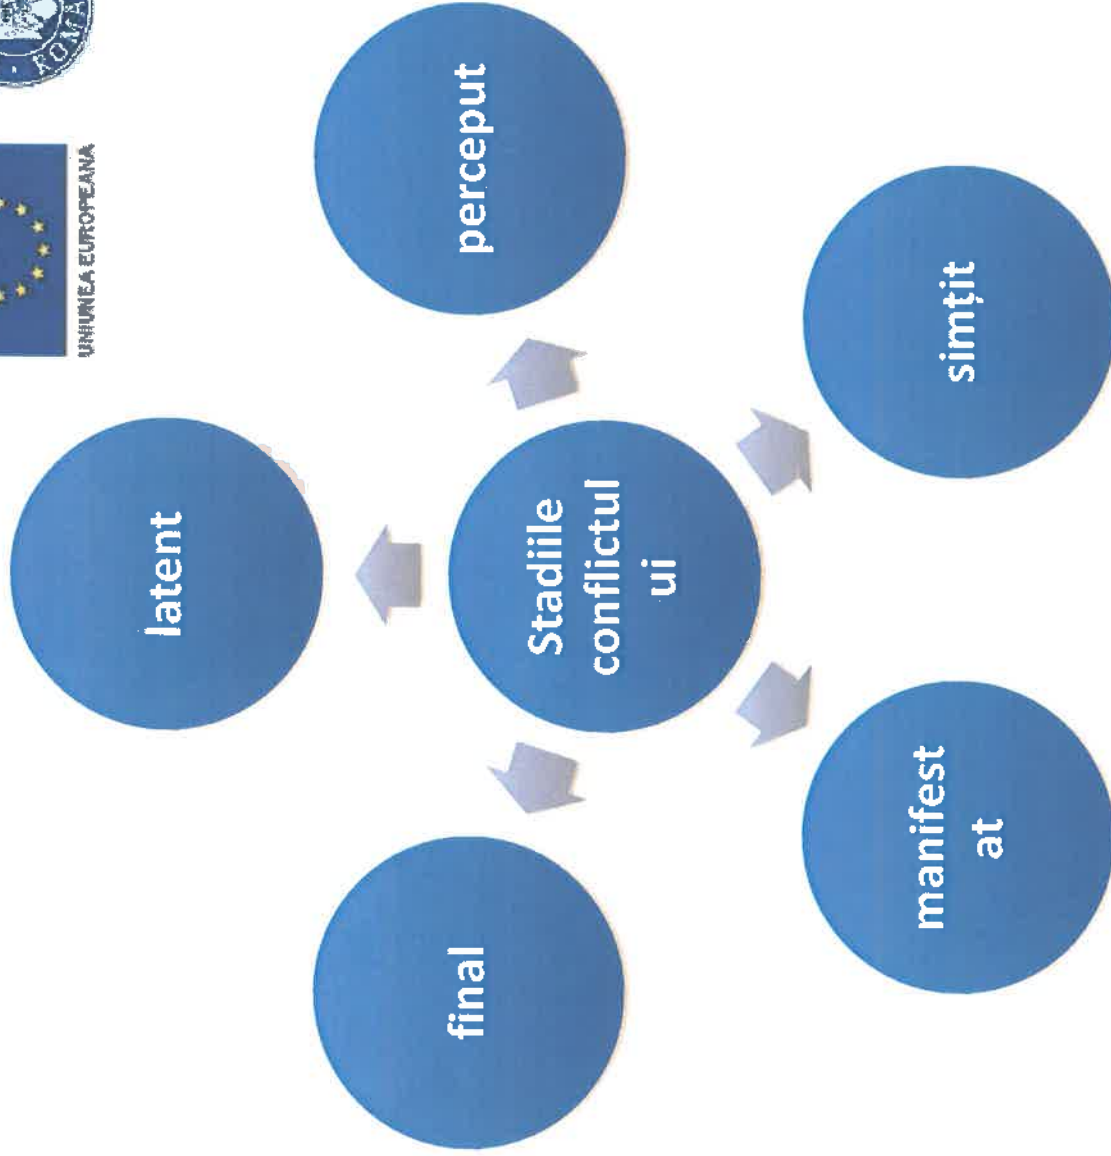 UNIUNEA EUROPEANA
latent
final
perceput
Stadiile
conflictul
ui
manifest
at
simțit